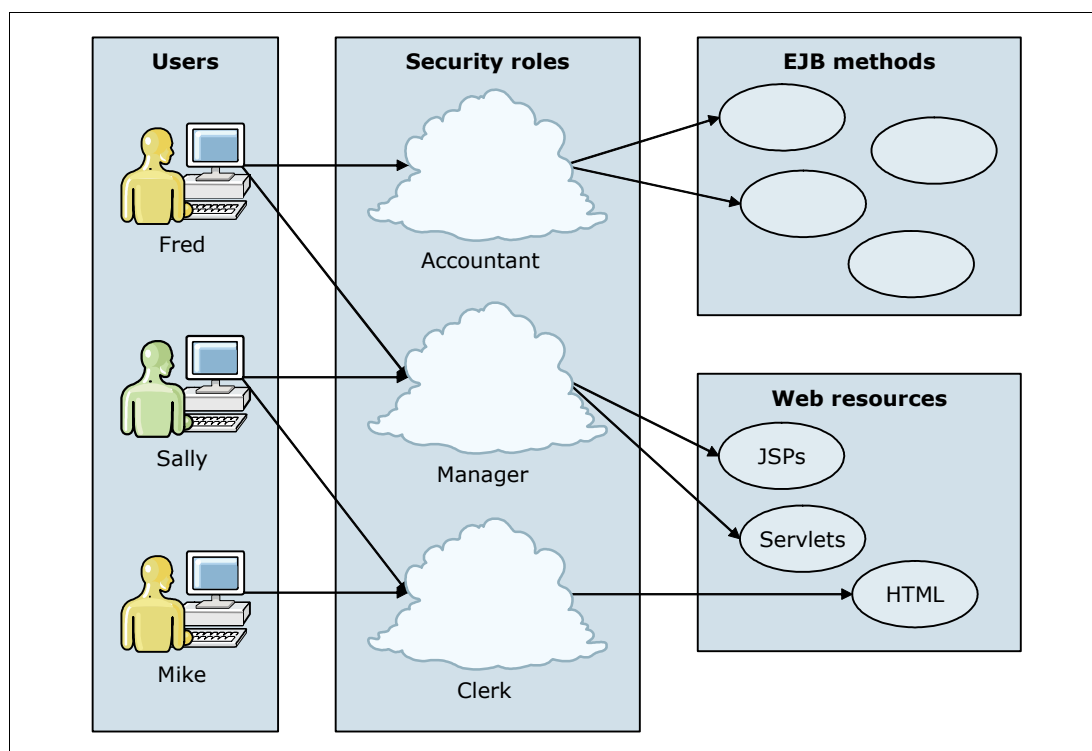 Users
Fred
Sally
Mike
Security roles
Accountant
Manager
Clerk
EJB methods
Web resources
JSPs
Servlets
HTML